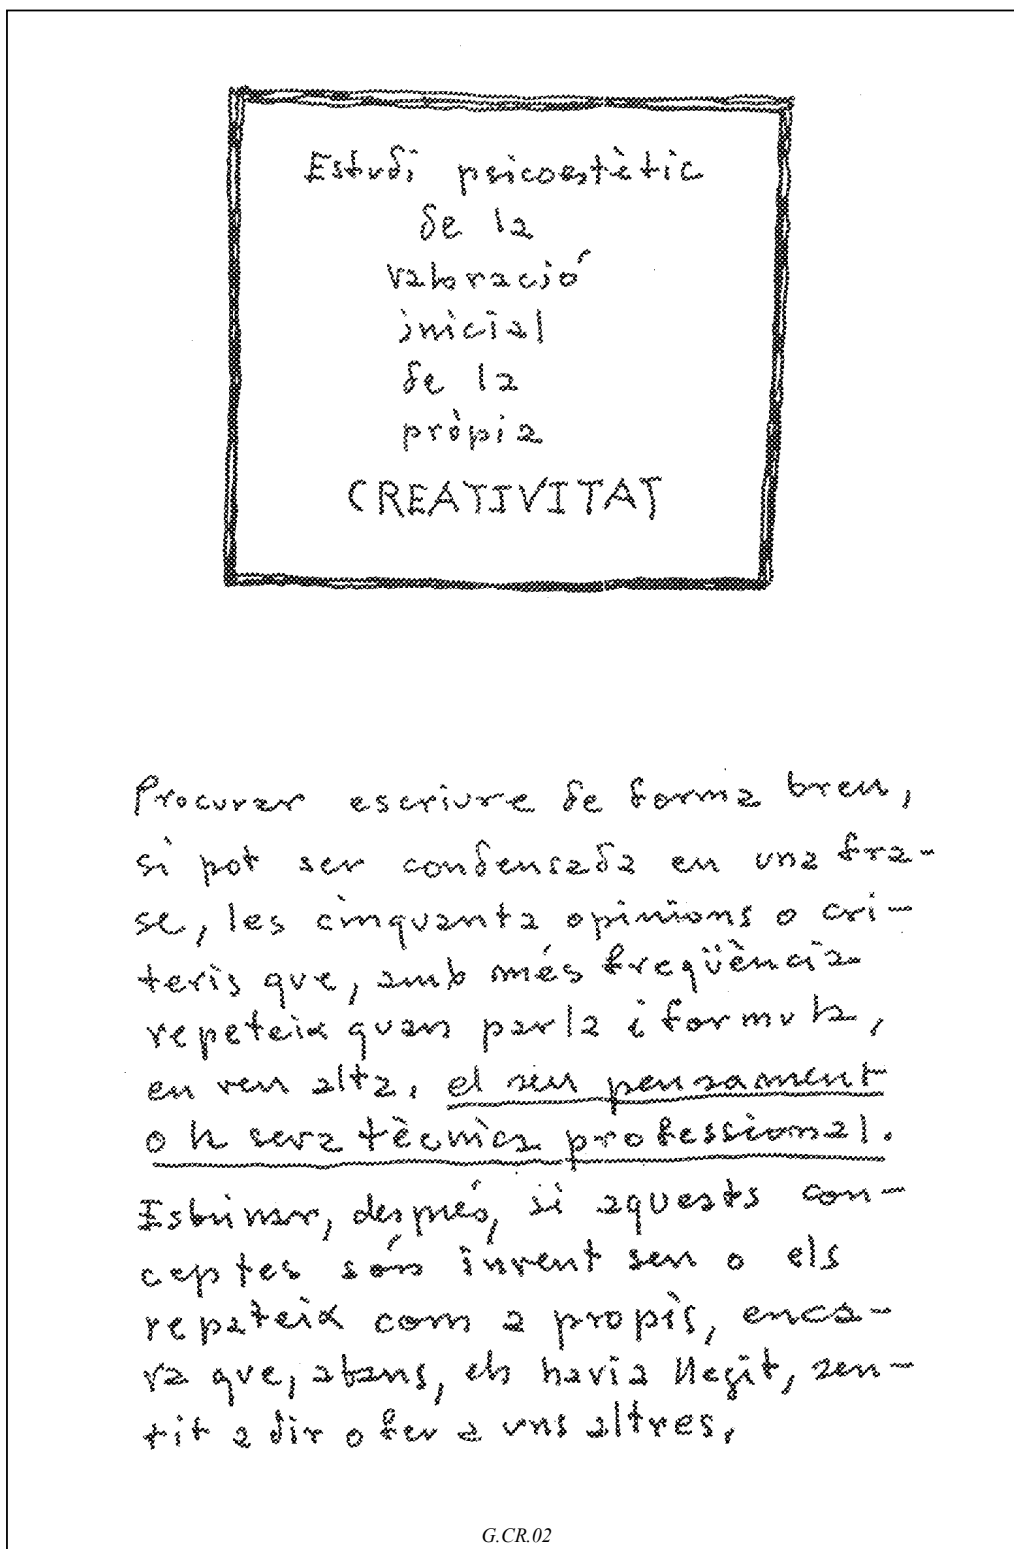 Estudi psicoestètic
de la
valoració
inicial
de la
pròpia
CREATIVITAT
Procurar escriure de forma breu,
si pot ser condensada en una fra-
se, les cinquanta opinions o cri-
teris que, amb més freqüència
repeteix quan parla i formula,
en veu alta, el seu pensament
o la seva tècnica professional.
Esbrinar, després, si aquests con-
ceptes són invent seu o els
repeteix com a propis, enca-
ra que, abans, els havia llegit, sen-
tit a dir o fer a uns altres.
G.CR.02